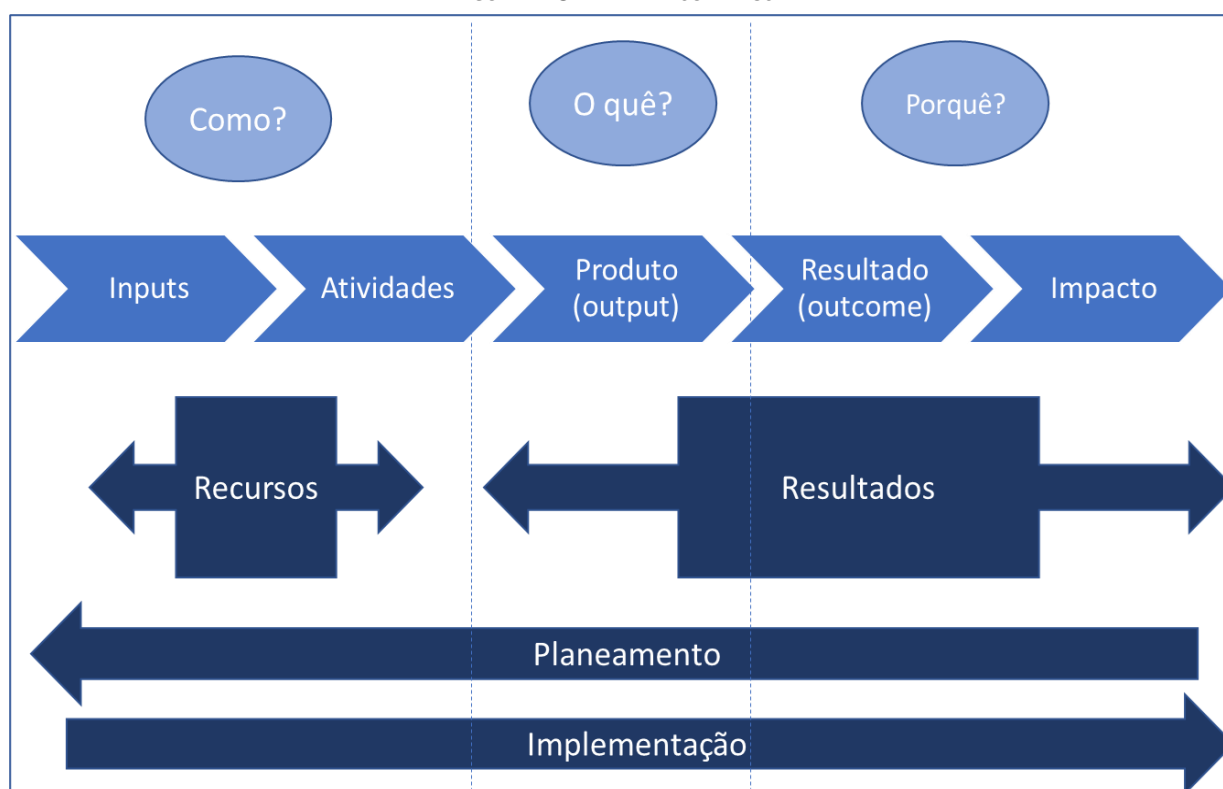 Como?
O quê?
Porquê?
Inputs
Atividades
Produto
(output)
Resultado
(outcome)
Impacto
Recursos
Resultados
Planeamento
Implementação